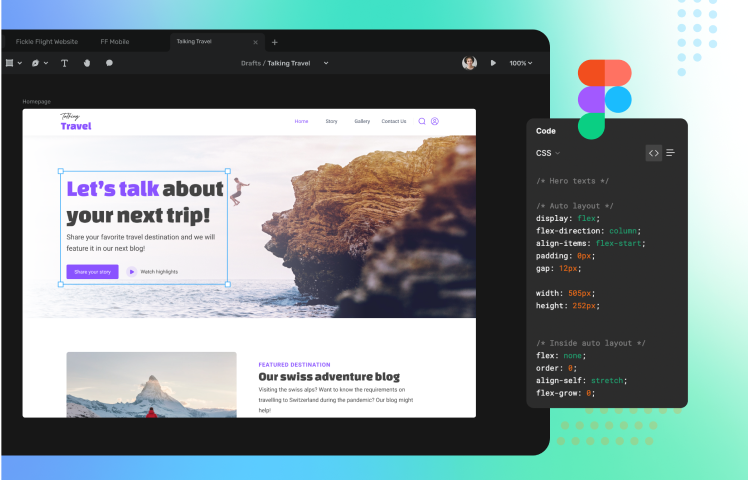 Fickle Flight Website
FF Mobile
Talking Travel
Drafts / Talking Travel
100%
Homepage
Talking
Travel
Home
Story
Gallery
Contact Us
Let's talk about
your next trip!
Share your favorite travel destination and we will
feature it in our next blog!
Share your story
Watch highlights
FEATURED DESTINATION
Our swiss adventure blog
Visiting the swiss alps? Want to know the requirements on
travelling to Switzerland during the pandemic? Our blog might
help!
Code
CSS
/* Hero texts */
/* Auto layout */
display: flex;
flex-direction: column;
align-items: flex-start;
padding: 0px;
gap: 12px;
width: 505px;
height: 252px;
/* Inside auto layout */
flex: none;
order: 0;
align-self: stretch;
flex-grow: 0;